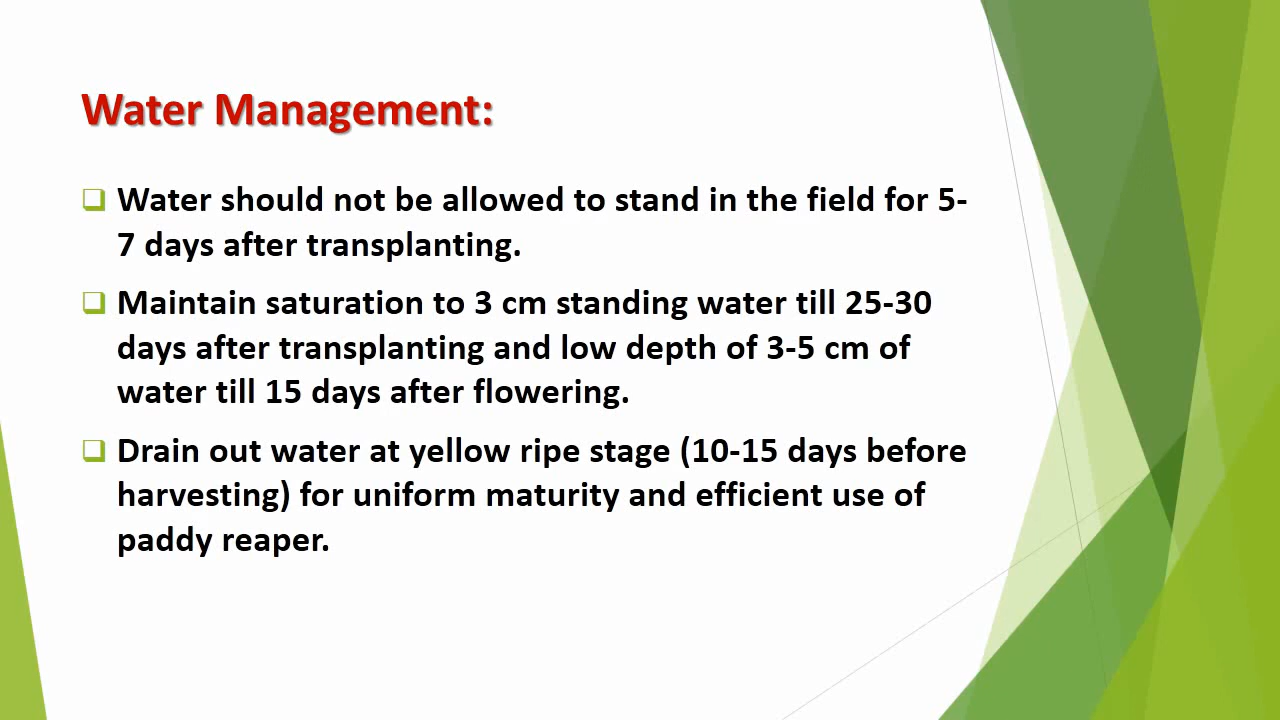 Water Management:
Water should not be allowed to stand in the field for 5-
7 days after transplanting.
Maintain saturation to 3 cm standing water till 25-30
days after transplanting and low depth of 3-5 cm of
water till 15 days after flowering.
Drain out water at yellow ripe stage (10-15 days before
harvesting) for uniform maturity and efficient use of
paddy reaper.